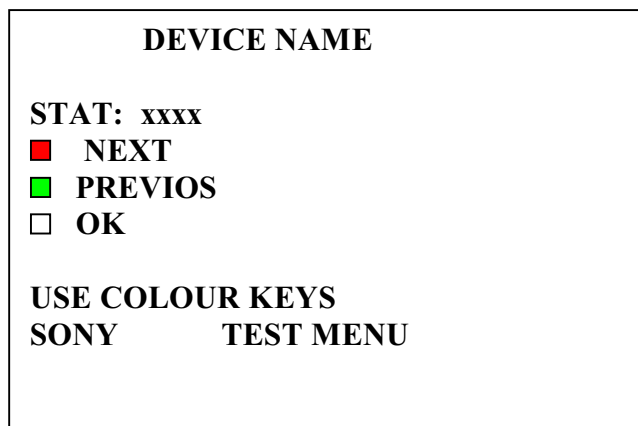 DEVICE NAME
STAT: xxxx
NEXT
PREVIOS
OK
USE COLOUR KEYS
SONY TEST MENU